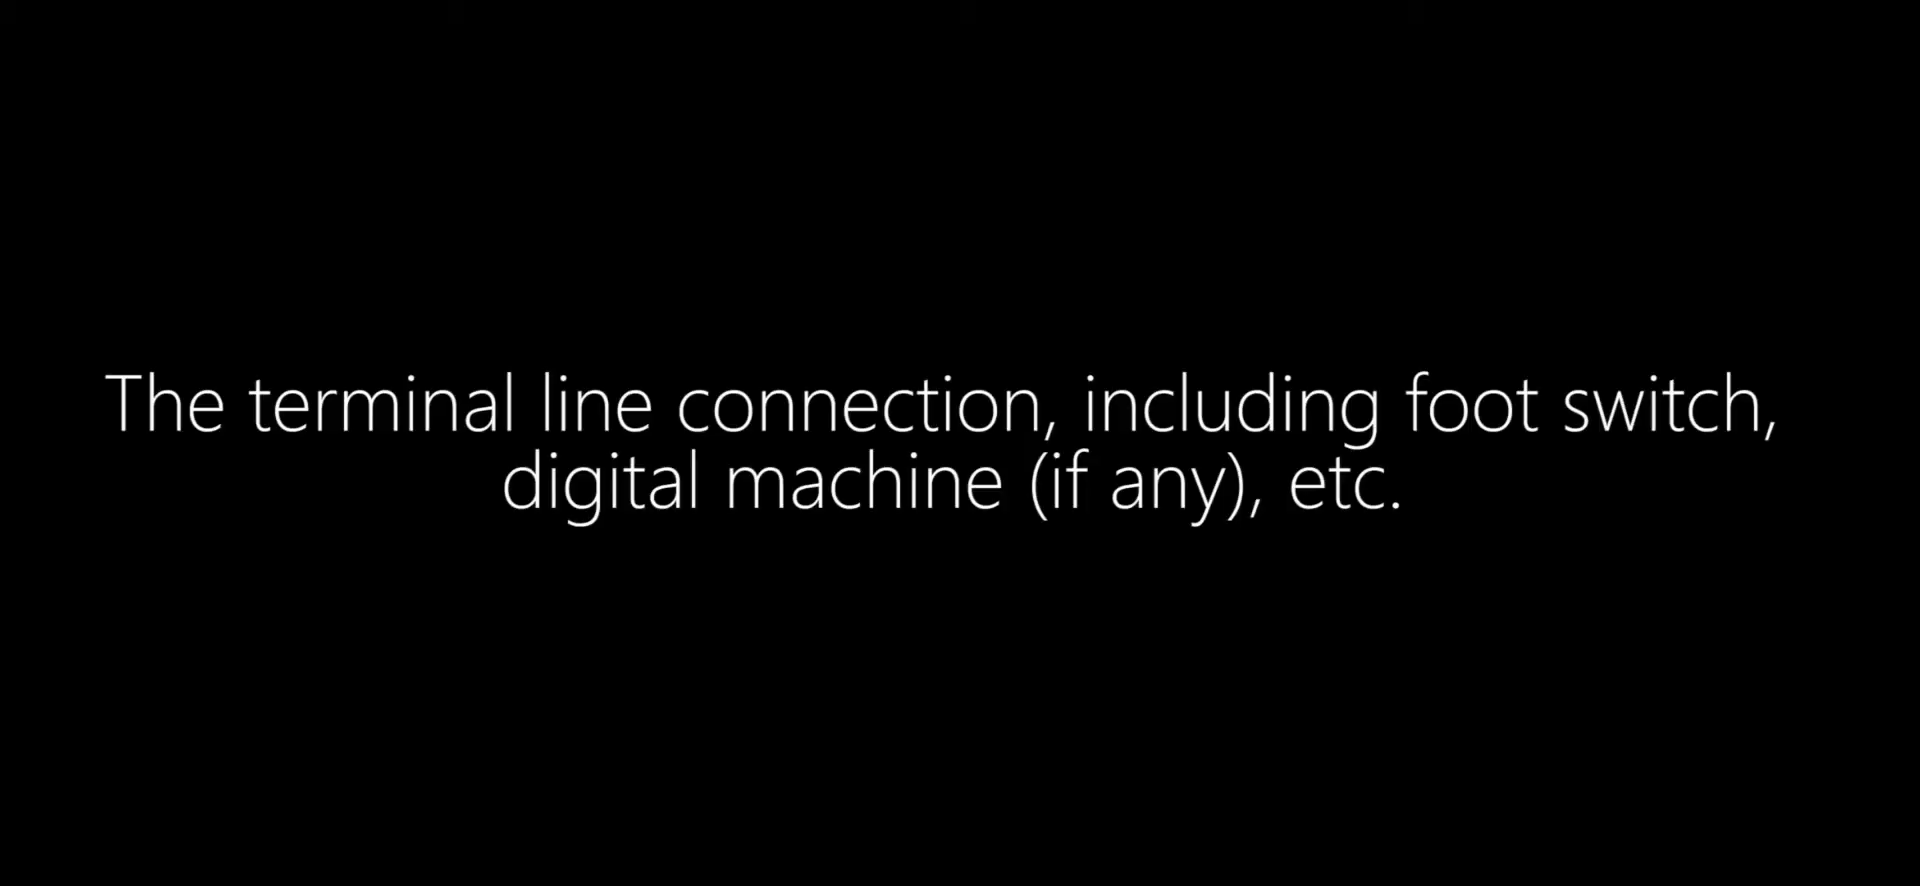 The terminal line connection, including foot switch,
digital machine (if any), etc.